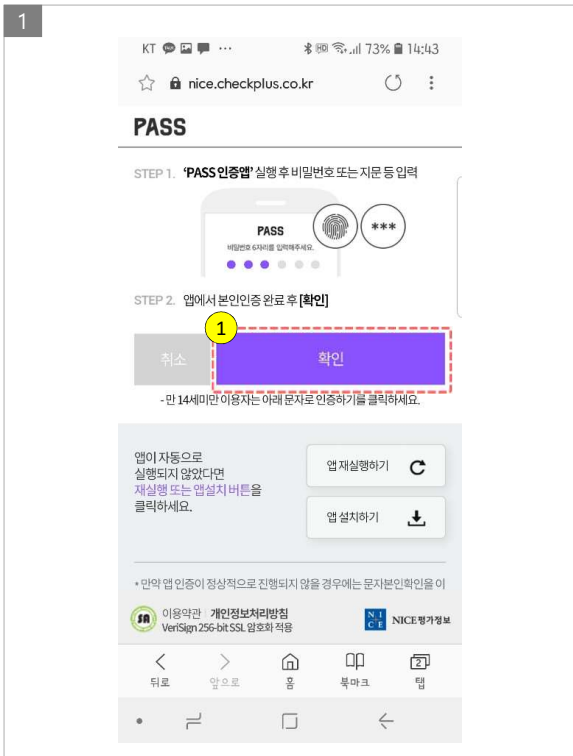 1
KT ··· HD 73% 14:43
nice.checkplus.co.kr
PASS
STEP 1. 'PASS 인증앱' 실행 후 비밀번호 또는 지문 등 입력
PASS
비밀번호 6자리를 입력해주세요.
***
STEP 2. 앱에서 본인인증 완료 후 [확인]
1
취소
확인
- 만 14세미만 이용자는 아래 문자로 인증하기를 클릭하세요.
앱이 자동으로
실행되지 않았다면
재실행 또는 앱설치 버튼을
클릭하세요.
앱 재실행하기
앱 설치하기
• 만약 앱 인증이 정상적으로 진행되지 않을 경우에는 문자본인확인을 이
이용약관 | 개인정보처리방침
VeriSign 256-bit SSL 암호화 적용
NICE NICE평가정보
뒤로 앞으로 홈 북마크 2 탭